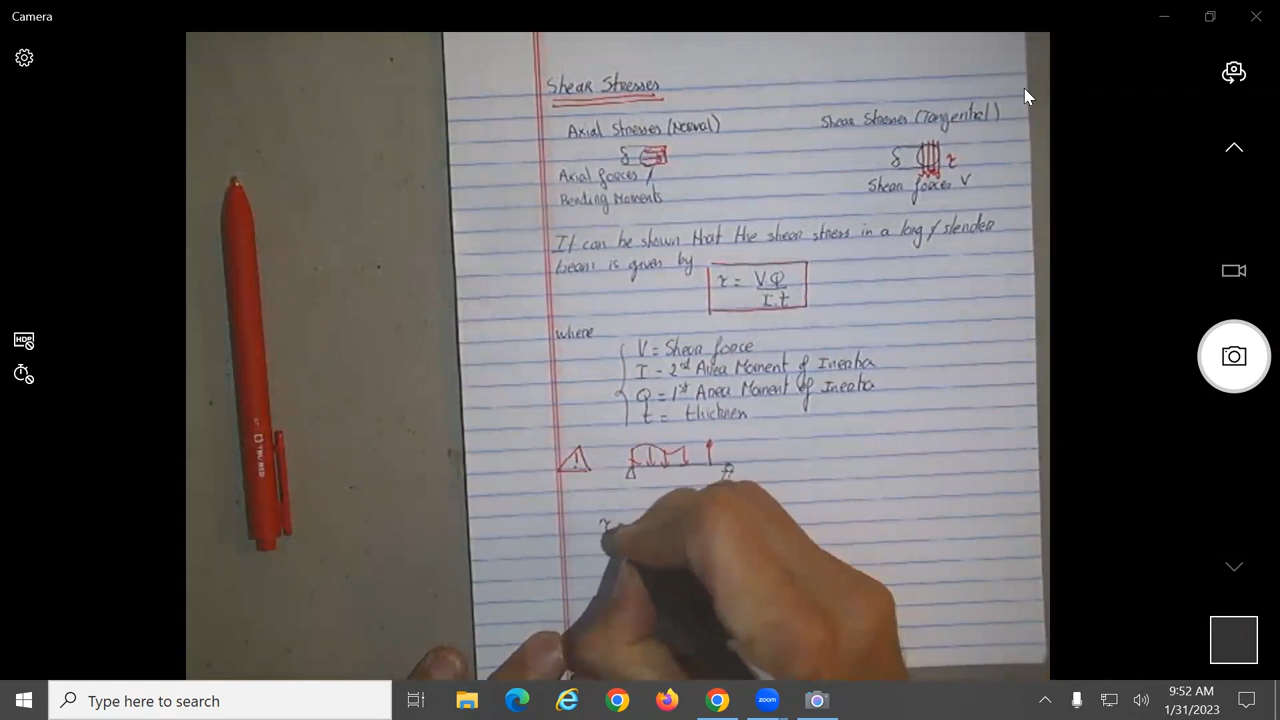 Camera
Shear Stresses
Axial Stresses (Normal)
Shear Stresses (Tangential)
δ
δ
τ
Axial forces /
Bending Moments
Shear forces V
It can be shown that the shear stress in a long/slender
beam is given by
τ = VQ
I.t
where
V = Shear force
I = 2nd Area Moment of Inertia
Q = 1st Area Moment of Inertia
t = thickness
!
τ
HDR
Type here to search
zoom
9:52 AM
1/31/2023